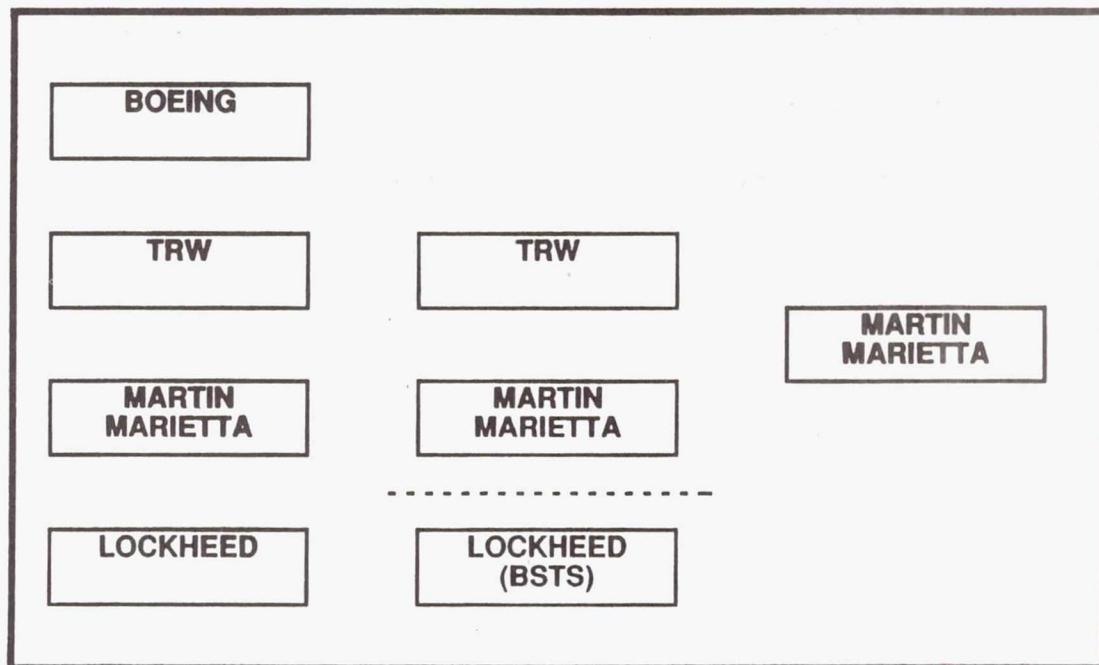 BOEING
TRW
TRW
MARTIN
MARIETTA
MARTIN
MARIETTA
MARTIN
MARIETTA
LOCKHEED
LOCKHEED
(BSTS)